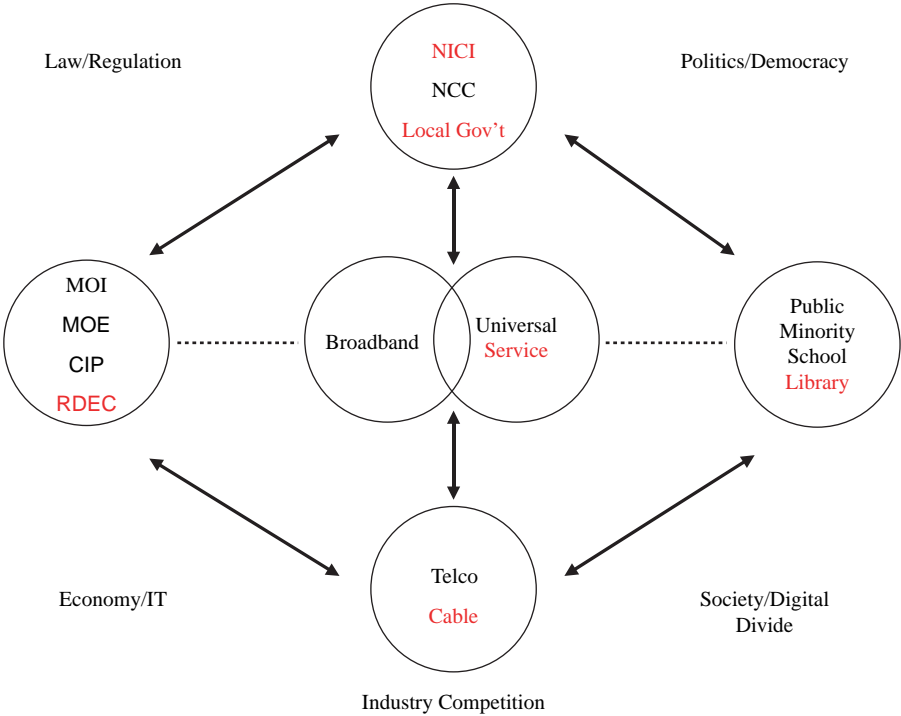 Law/Regulation
NICI
NCC
Local Gov't
Politics/Democracy
MOI
MOE
CIP
RDEC
Broadband
Universal
Service
Public
Minority
School
Library
Telco
Cable
Economy/IT
Society/Digital
Divide
Industry Competition